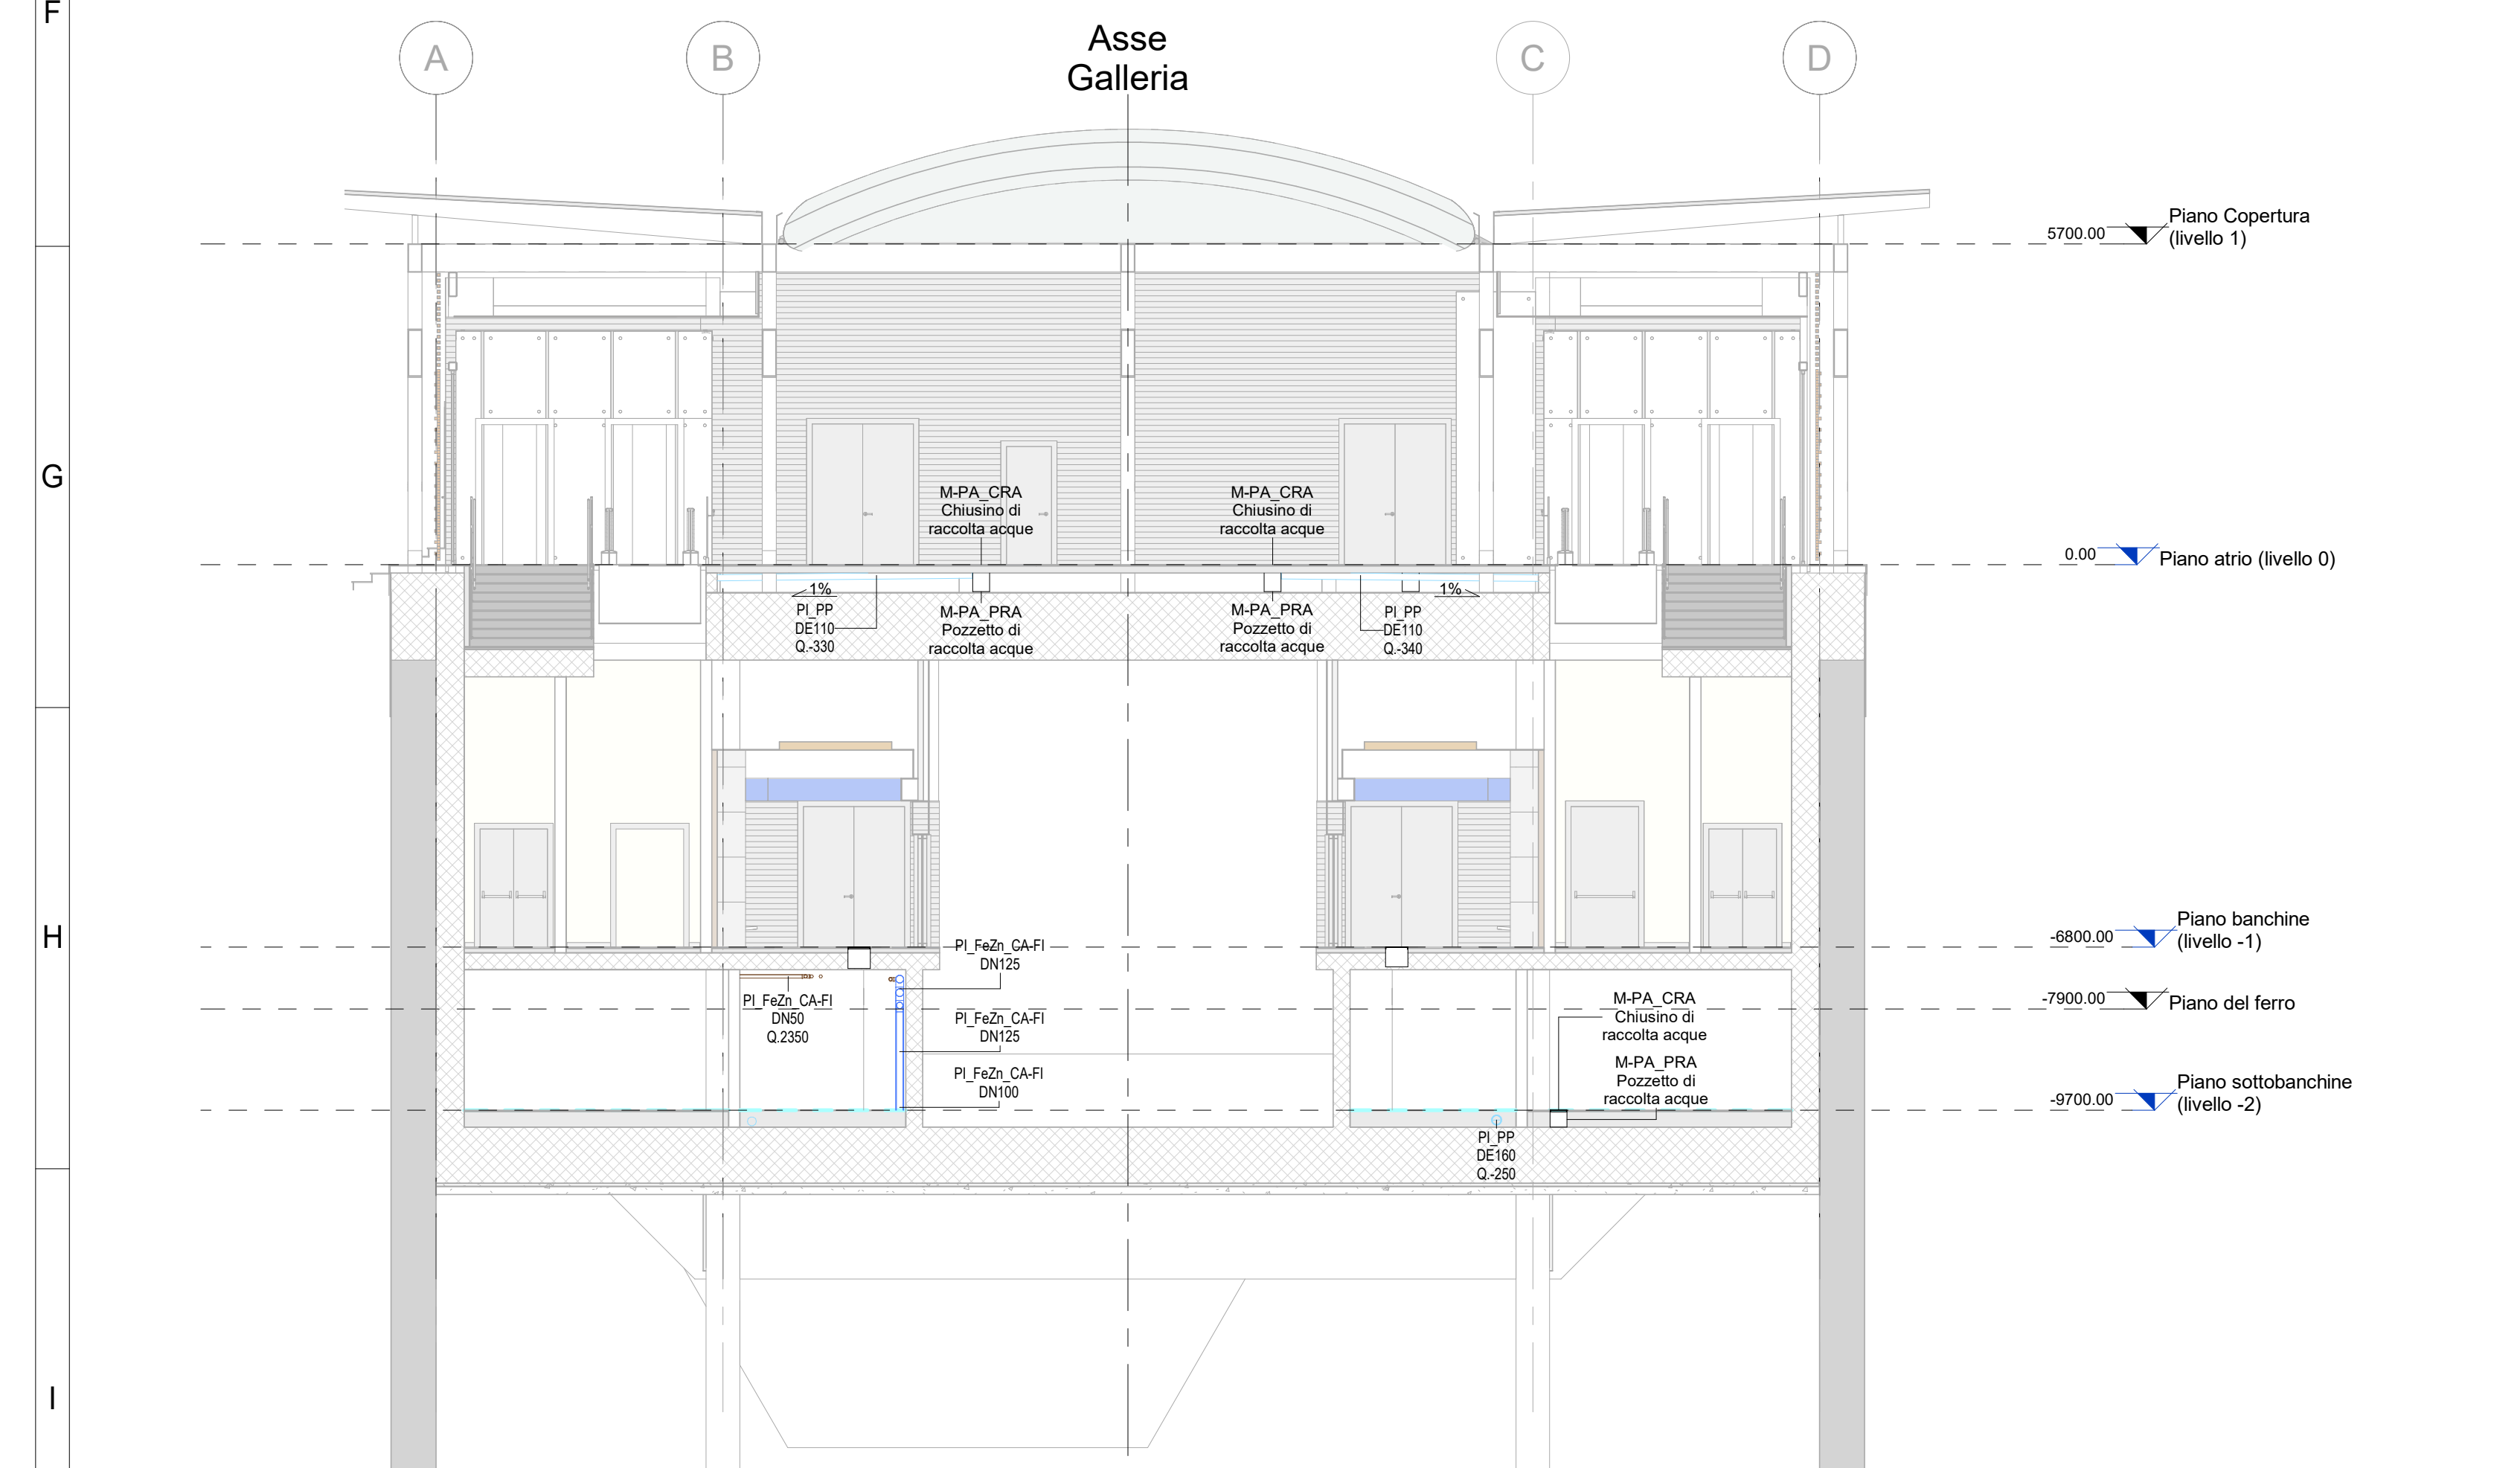 F
A
B
Asse
Galleria
C
D
5700.00
Piano Copertura
(livello 1)
G
M-PA_CRA
Chiusino di
raccolta acque
M-PA_CRA
Chiusino di
raccolta acque
0.00
Piano atrio (livello 0)
1%
PI_PP
DE110
Q.-330
M-PA_PRA
Pozzetto di
raccolta acque
M-PA_PRA
Pozzetto di
raccolta acque
1%
PI_PP
DE110
Q.-340
H
-6800.00
Piano banchine
(livello -1)
PI_FeZn_CA-FI
DN125
PI_FeZn_CA-FI
DN50
Q.2350
PI_FeZn_CA-FI
DN125
PI_FeZn_CA-FI
DN100
M-PA_CRA
Chiusino di
raccolta acque
M-PA_PRA
Pozzetto di
raccolta acque
-7900.00
Piano del ferro
-9700.00
Piano sottobanchine
(livello -2)
PI_PP
DE160
Q.-250
I